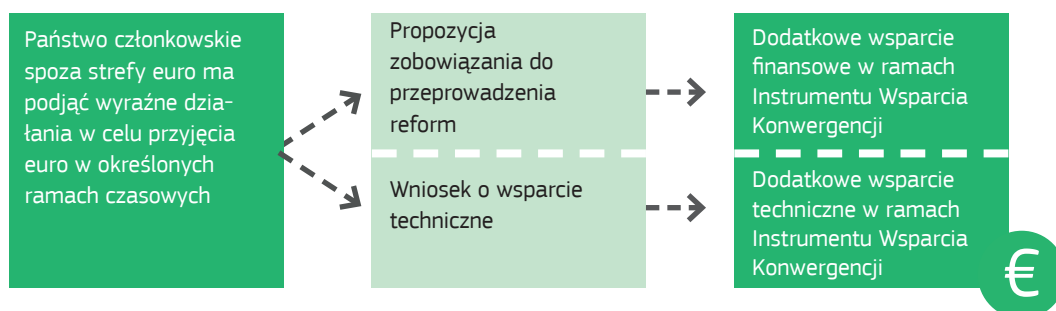 Państwo członkowskie
spoza strefy euro ma
podjąć wyraźne dzia-
łania w celu przyjęcia
euro w określonych
ramach czasowych
Propozycja
zobowiązania do
przeprowadzenia
reform
Wniosek o wsparcie
techniczne
Dodatkowe wsparcie
finansowe w ramach
Instrumentu Wsparcia
Konwergencji
Dodatkowe wsparcie
techniczne w ramach
Instrumentu Wsparcia
Konwergencji
€